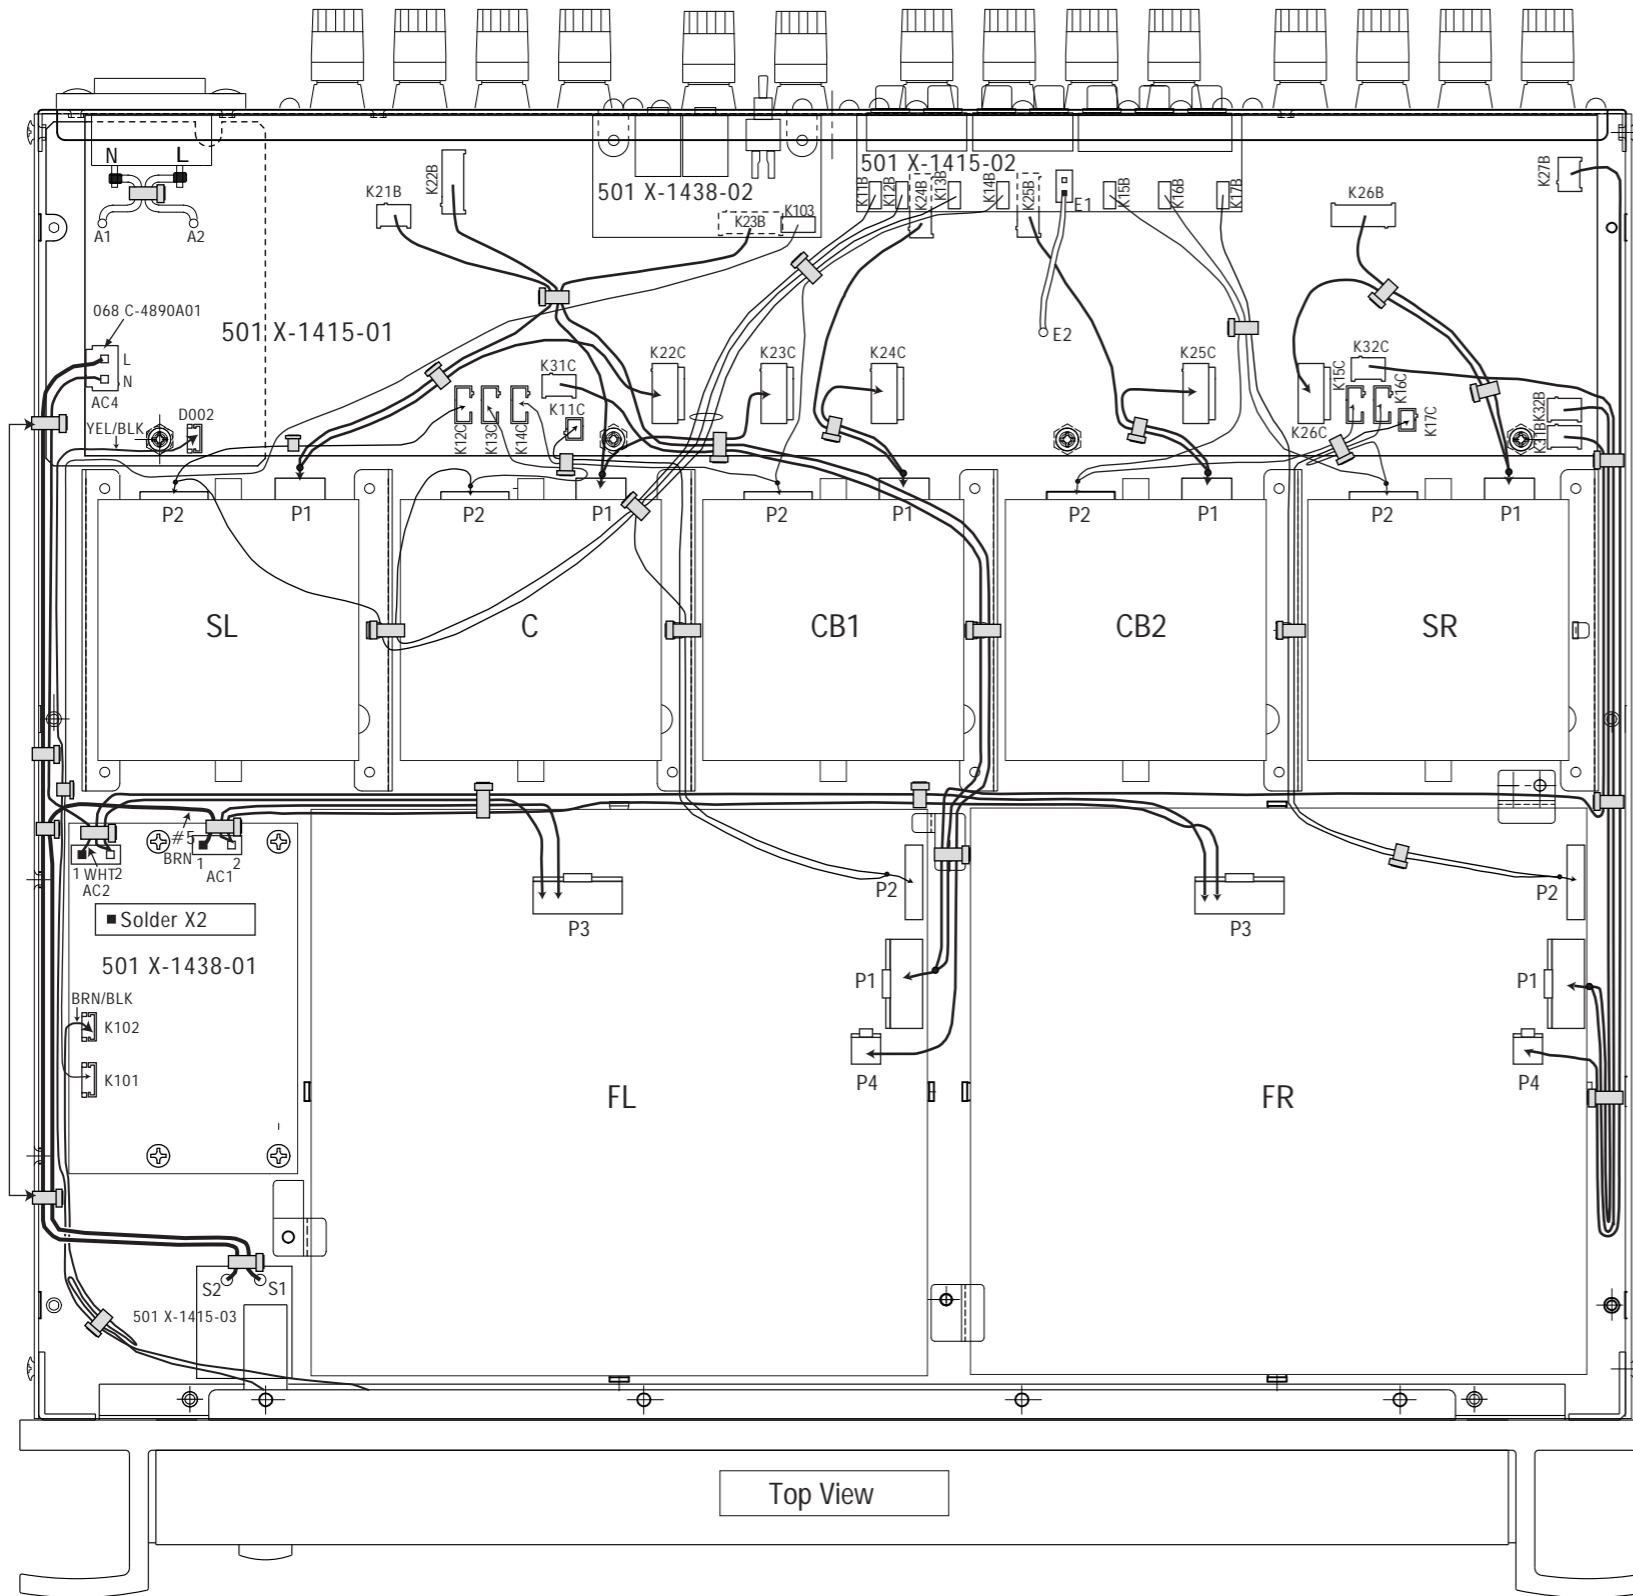 N L
A1 A2
K21B
K22B
501 X-1438-02
K23B
K103
501 X-1415-02
K11B
K12B
K24B
K13B
K14B
K25B
E1
K15B
K16B
K17B
K26B
K27B
068 C-4890A01
501 X-1415-01
L
N
AC4
E2
YEL/BLK
D002
K12C
K13C
K14C
K31C
K11C
K22C
K23C
K24C
K25C
K26C
K15C
K32C
K16C
K17C
K32B
K31B
P2 P1
P2 P1
P2 P1
P2 P1
P2 P1
SL
C
CB1
CB2
SR
#5
BRN
1 2
AC1
1 WHT 2
AC2
■ Solder X2
501 X-1438-01
BRN/BLK
K102
K101
P3
P2
P1
P4
FL
P3
P2
P1
P4
FR
S2 S1
501 X-1415-03
Top View